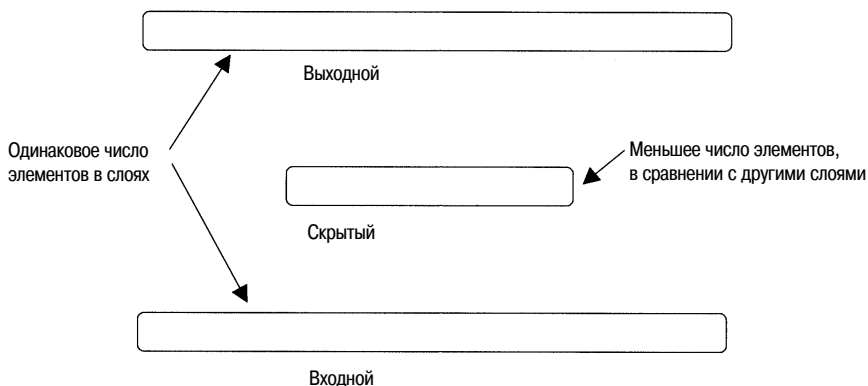 Выходной
Одинаковое число
элементов в слоях
Меньшее число элементов,
в сравнении с другими слоями
Скрытый
Входной